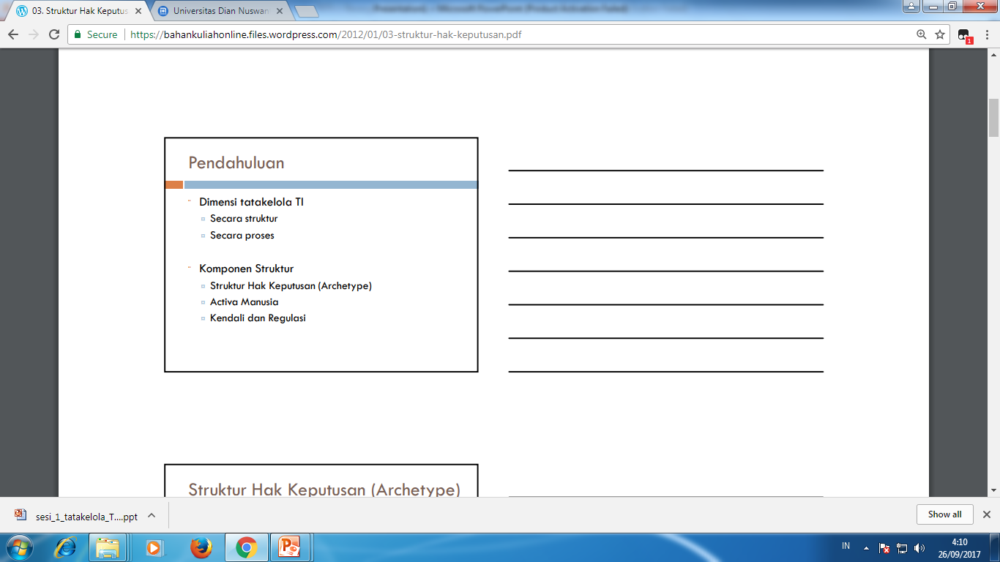 Presentation1 - Microsoft PowerPoint (Product Activation Failed)
03. Struktur Hak Keputus
Universitas Dian Nuswan
Secure
https://bahankuliahonline.files.wordpress.com/2012/01/03-struktur-hak-keputusan.pdf
1
Pendahuluan
Dimensi tatakelola TI
Secara struktur
Secara proses
Komponen Struktur
Struktur Hak Keputusan (Archetype)
Activa Manusia
Kendali dan Regulasi
Struktur Hak Keputusan (Archetype)
sesi_1_tatakelola_T....ppt
Show all
IN
4:10
26/09/2017